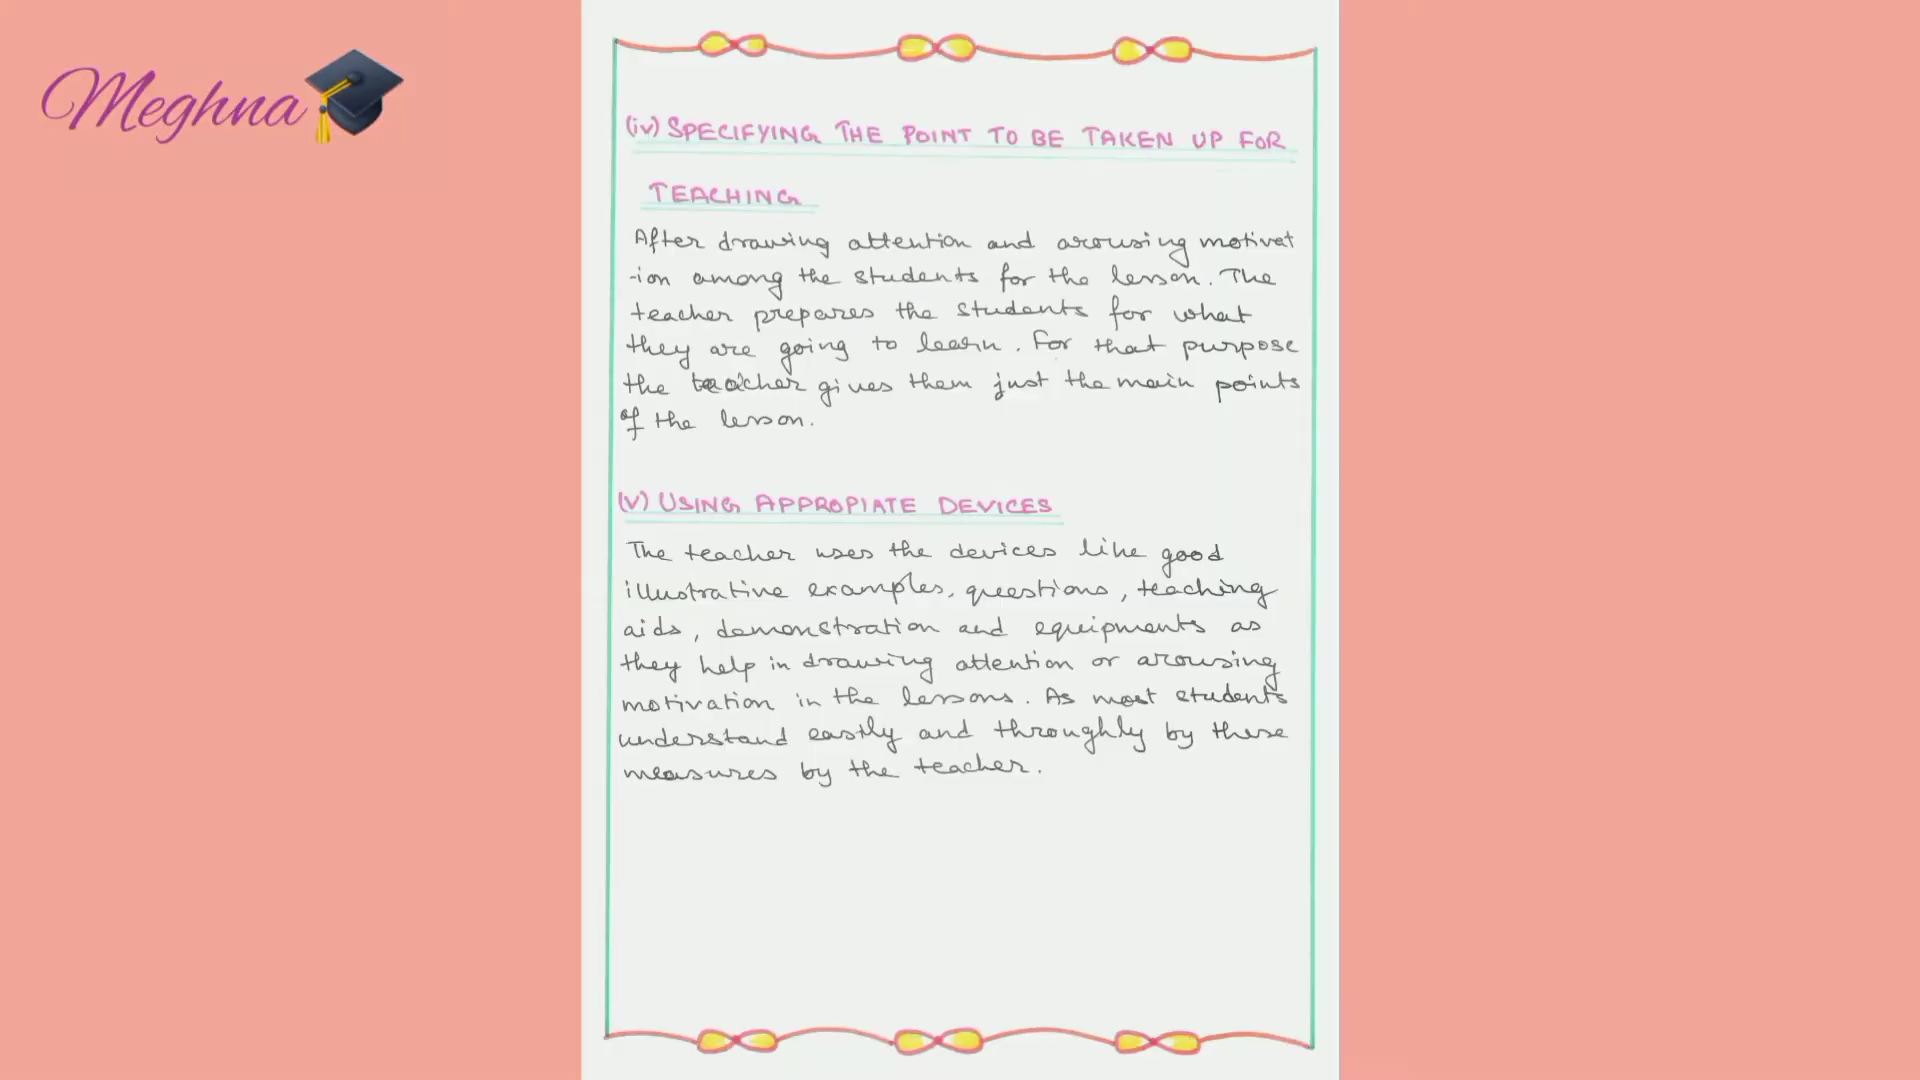 Meghna
(iv) SPECIFYING THE POINT TO BE TAKEN UP FOR
TEACHING
After drawing attention and arousing motivat
-ion among the students for the lesson. The
teacher prepares the students for what
they are going to learn. For that purpose
the teacher gives them just the main points
of the lesson.
(V) USING APPROPIATE DEVICES
The teacher uses the devices like good
illustrative examples, questions, teaching
aids, demonstration and equipments as
they help in drawing attention or arousing
motivation in the lessons. As most students
understand easily and throughly by these
measures by the teacher.